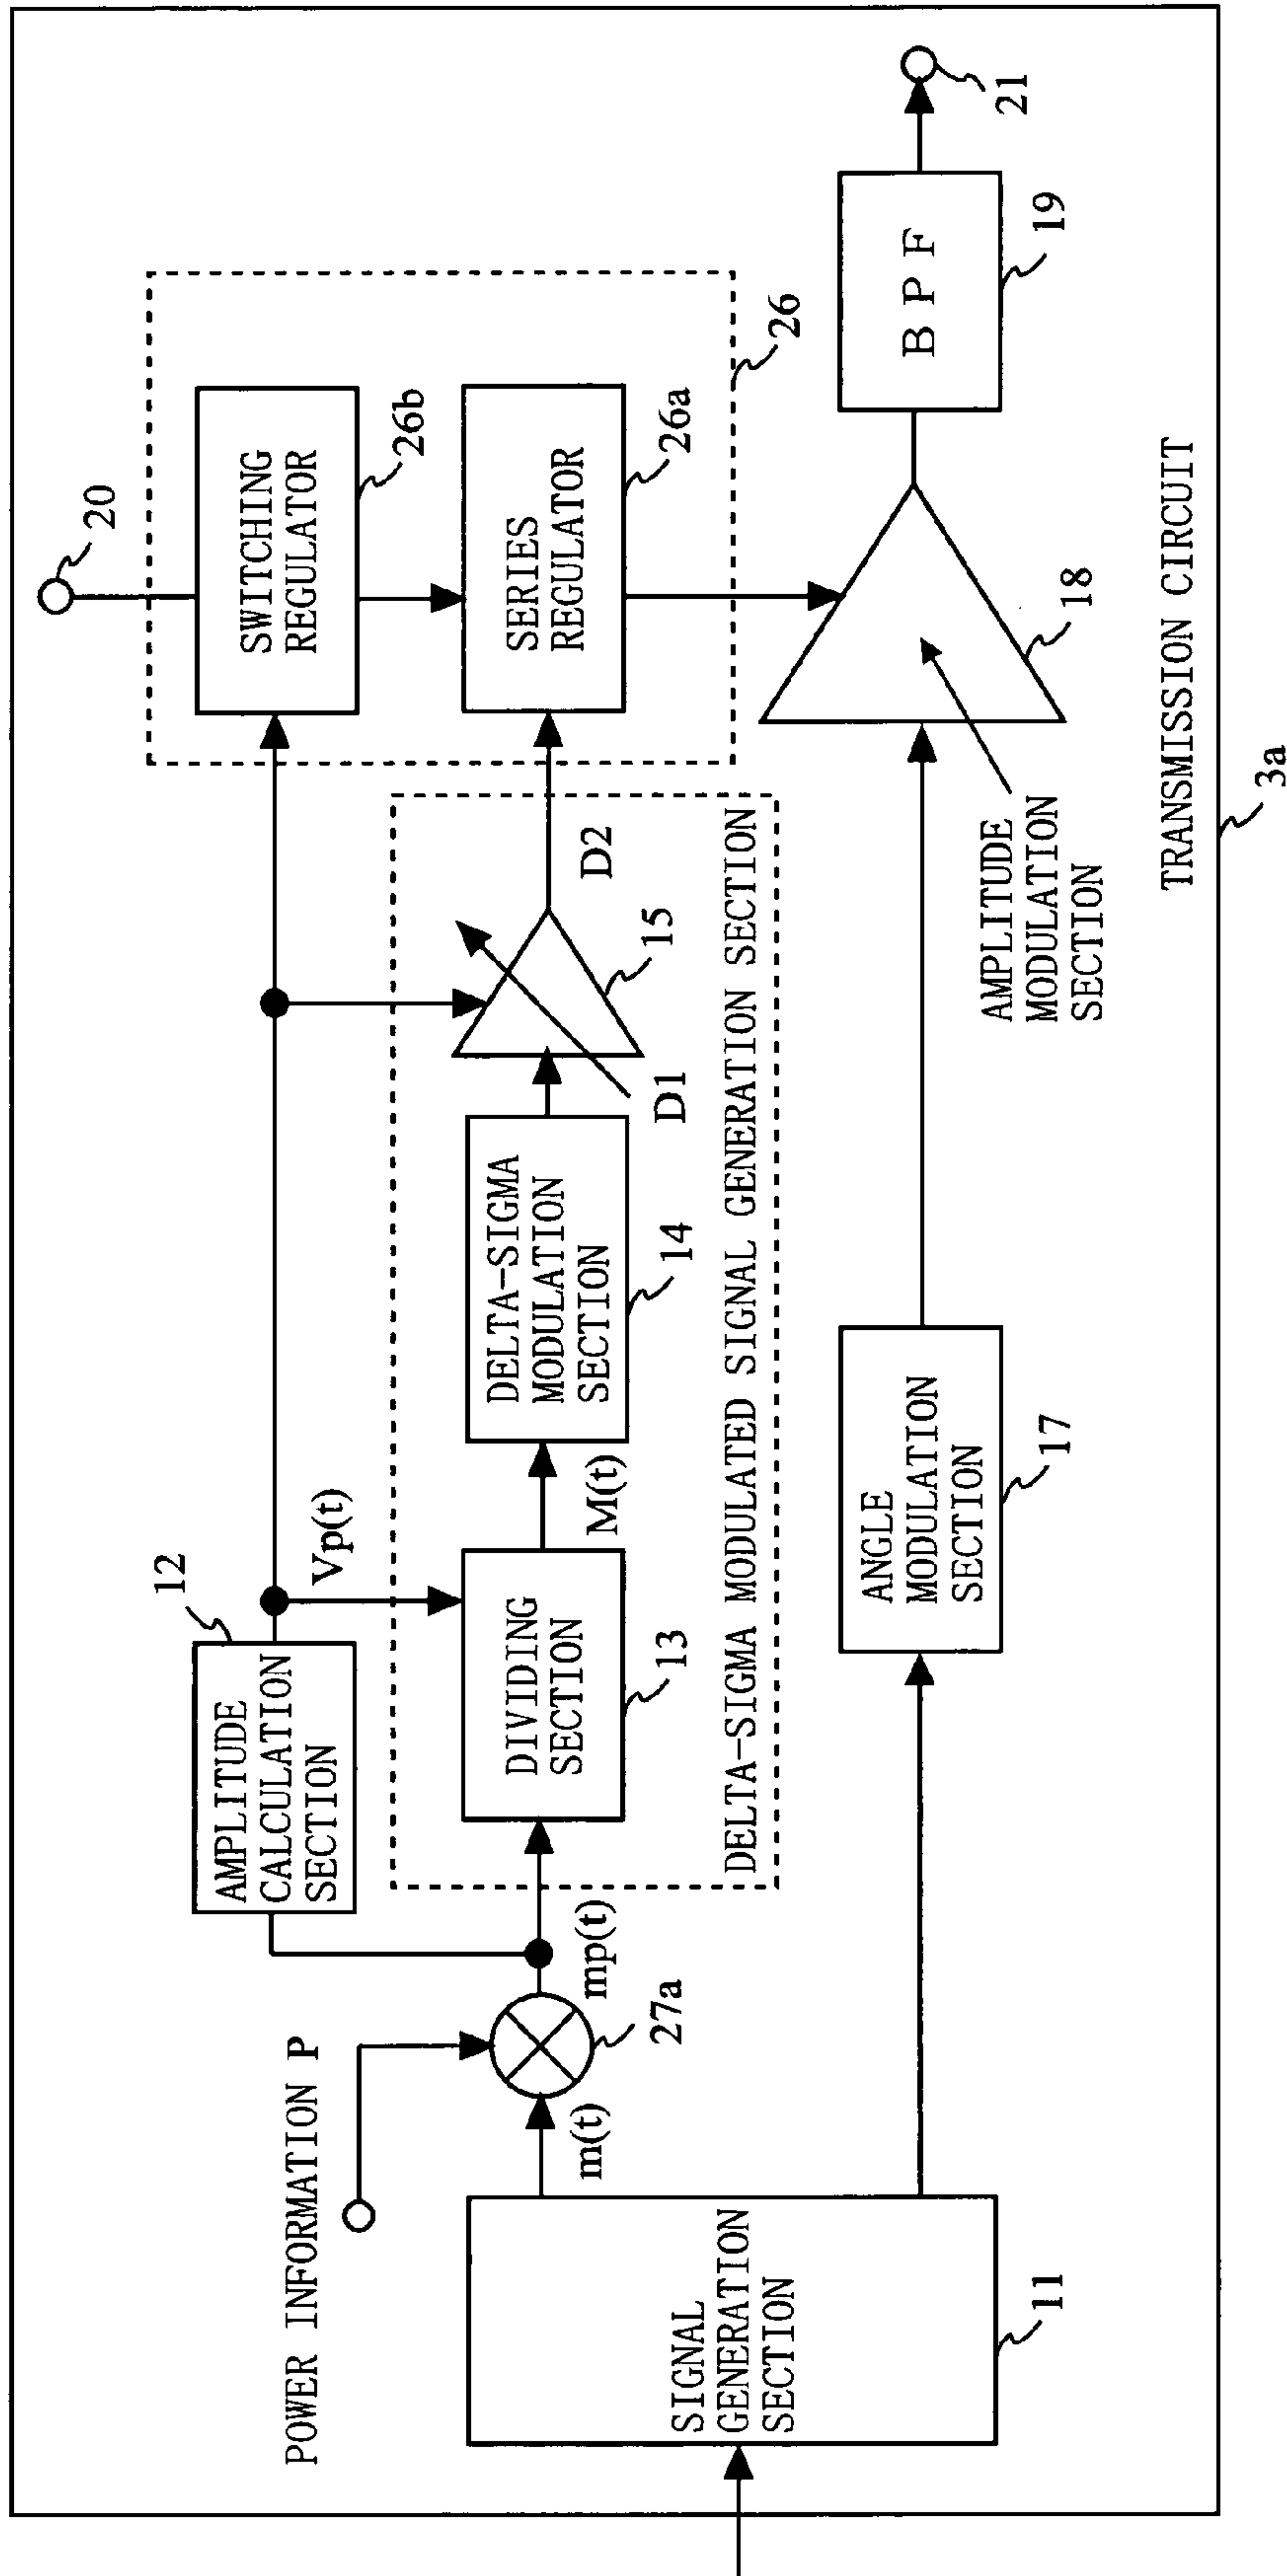 20
SWITCHING
REGULATOR
26b
SERIES
REGULATOR
26a
26
21
B P F
19
18
AMPLITUDE
MODULATION
SECTION
12
AMPLITUDE
CALCULATION
SECTION
Vp(t)
D2
15
D1
DELTA-SIGMA
MODULATION
SECTION
14
M(t)
DIVIDING
SECTION
13
DELTA-SIGMA MODULATED SIGNAL GENERATION SECTION
POWER INFORMATION P
mp(t)
27a
m(t)
SIGNAL
GENERATION
SECTION
11
ANGLE
MODULATION
SECTION
17
TRANSMISSION CIRCUIT
3a